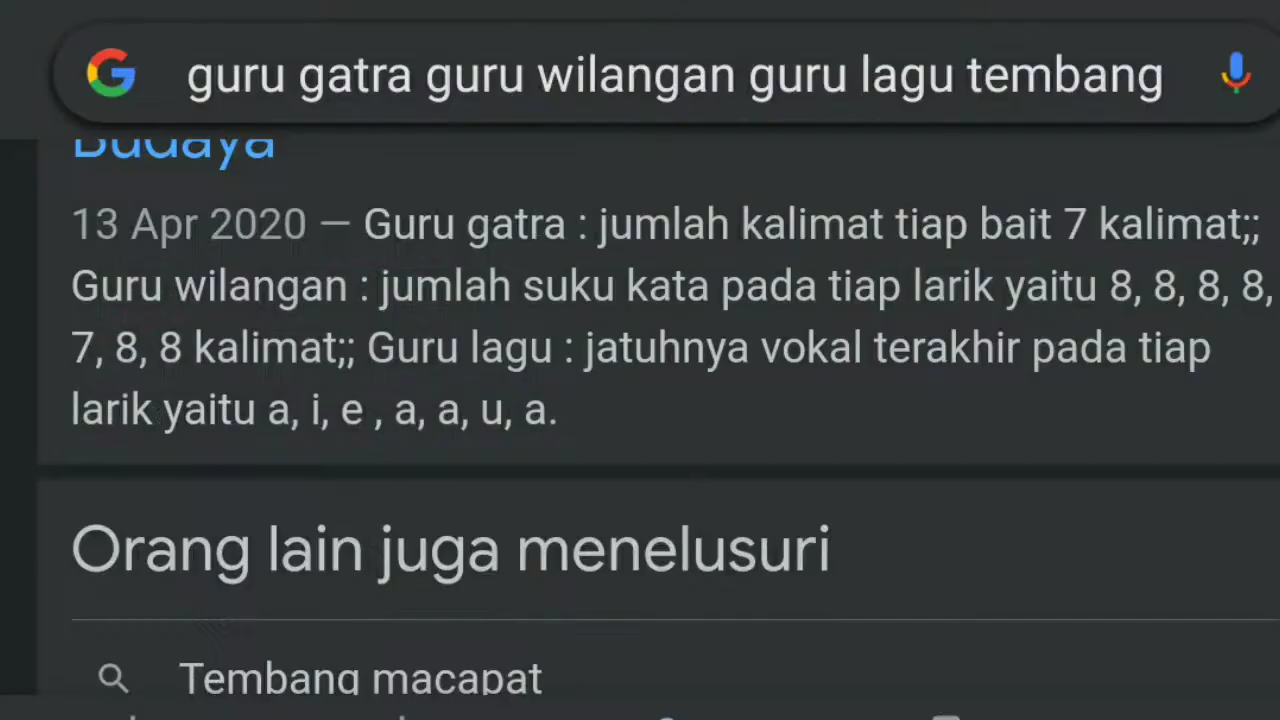 guru gatra guru wilangan guru lagu tembang
Budaya
13 Apr 2020 — Guru gatra : jumlah kalimat tiap bait 7 kalimat;;
Guru wilangan : jumlah suku kata pada tiap larik yaitu 8, 8, 8, 8,
7, 8, 8 kalimat;; Guru lagu : jatuhnya vokal terakhir pada tiap
larik yaitu a, i, e , a, a, u, a.
Orang lain juga menelusuri
Tembang macapat